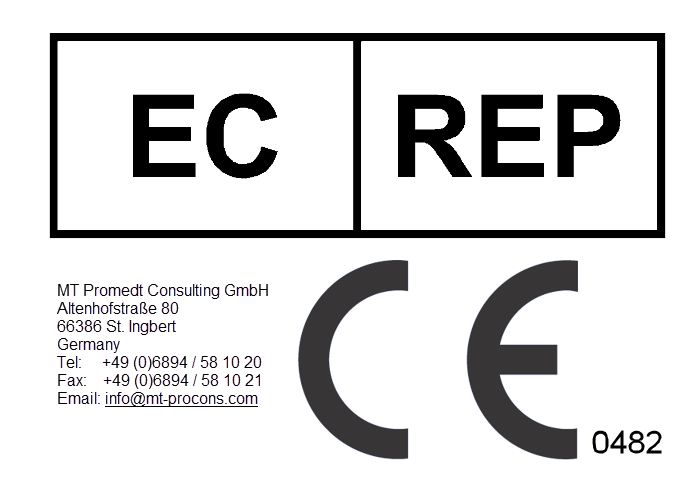 EC REP
MT Promedt Consulting GmbH
Altenhofstraße 80
66386 St. Ingbert
Germany
Tel: +49 (0)6894 / 58 10 20
Fax: +49 (0)6894 / 58 10 21
Email: info@mt-procons.com
CE
0482